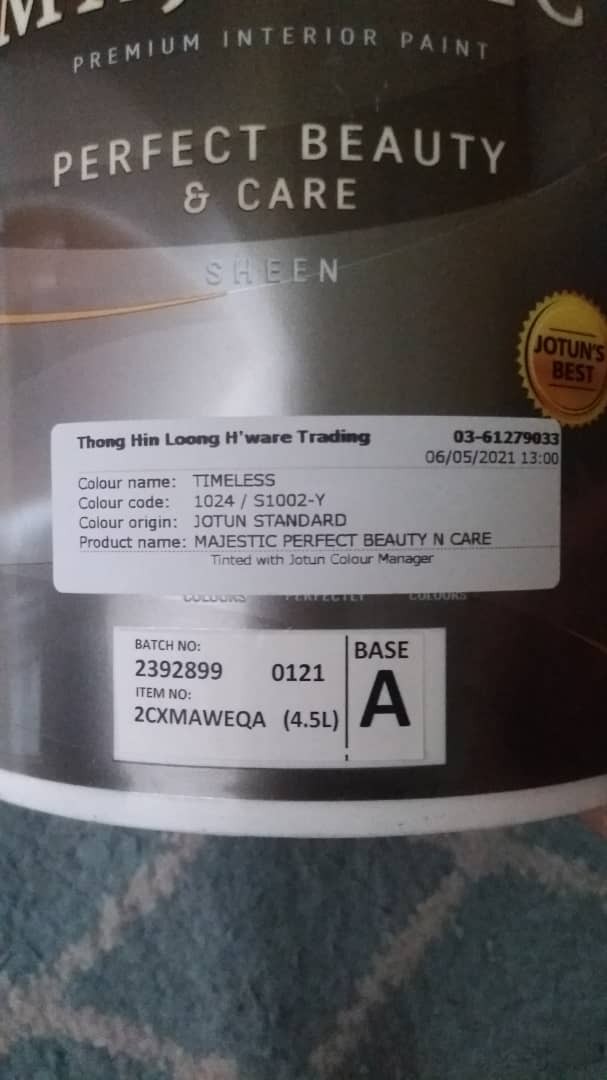 PREMIUM INTERIOR PAINT
PERFECT BEAUTY
& CARE
SHEEN
JOTUN'S
BEST
Thong Hin Loong H'ware Trading 03-61279033
06/05/2021 13:00
Colour name: TIMELESS
Colour code: 1024 / S1002-Y
Colour origin: JOTUN STANDARD
Product name: MAJESTIC PERFECT BEAUTY N CARE
Tinted with Jotun Colour Manager
BATCH NO:
2392899 0121
ITEM NO:
2CXMAWEQA (4.5L)
BASE
A